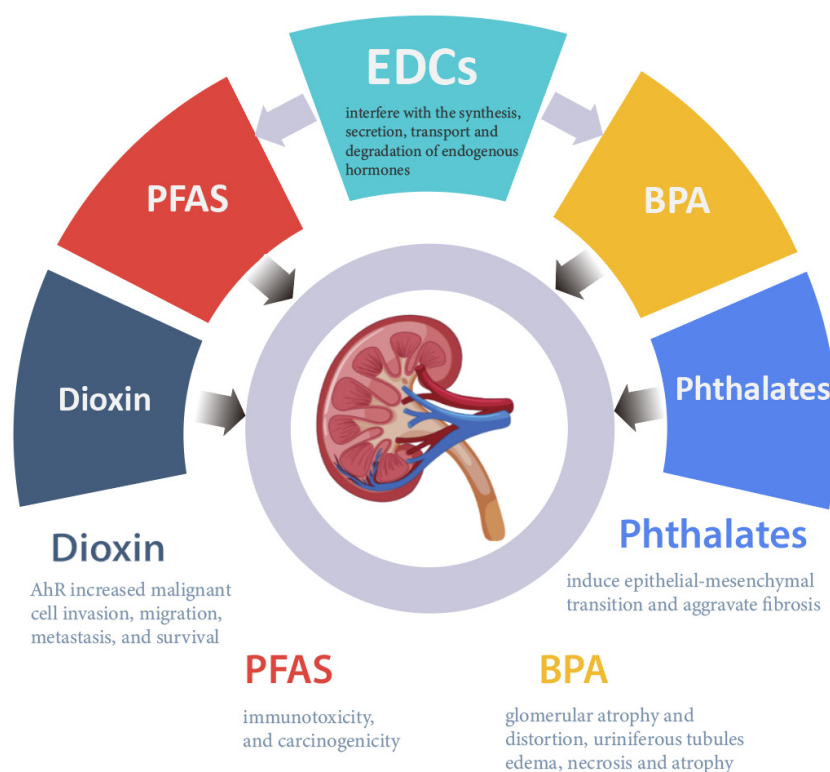 EDCs
interfere with the synthesis,
secretion, transport and
degradation of endogenous
hormones
PFAS
BPA
Dioxin
Phthalates
Dioxin
AhR increased malignant
cell invasion, migration,
metastasis, and survival
Phthalates
induce epithelial-mesenchymal
transition and aggravate fibrosis
PFAS
immunotoxicity,
and carcinogenicity
BPA
glomerular atrophy and
distortion, uriniferous tubules
edema, necrosis and atrophy